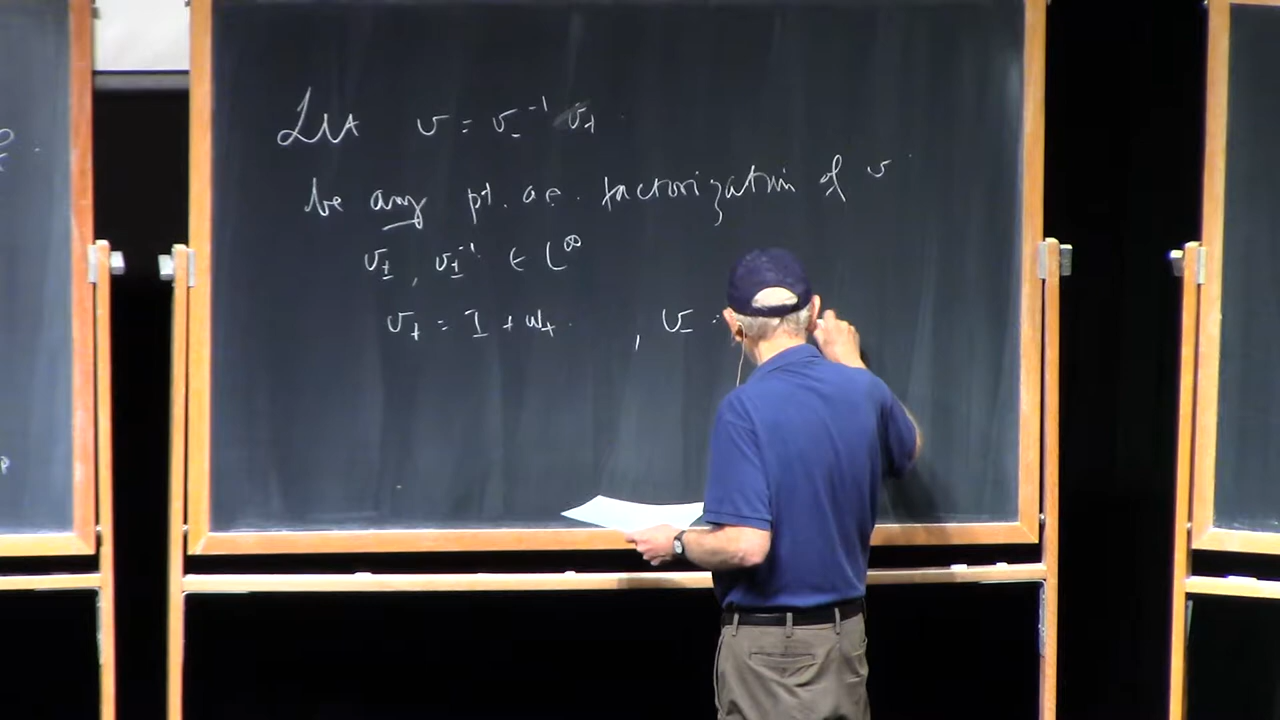 Let v = v₋⁻¹ v₊.
be any pt. a.e. factorization of v.
v±, v±⁻¹ ∈ L^∞
v₊ = I + w₊. , v₋ =
p